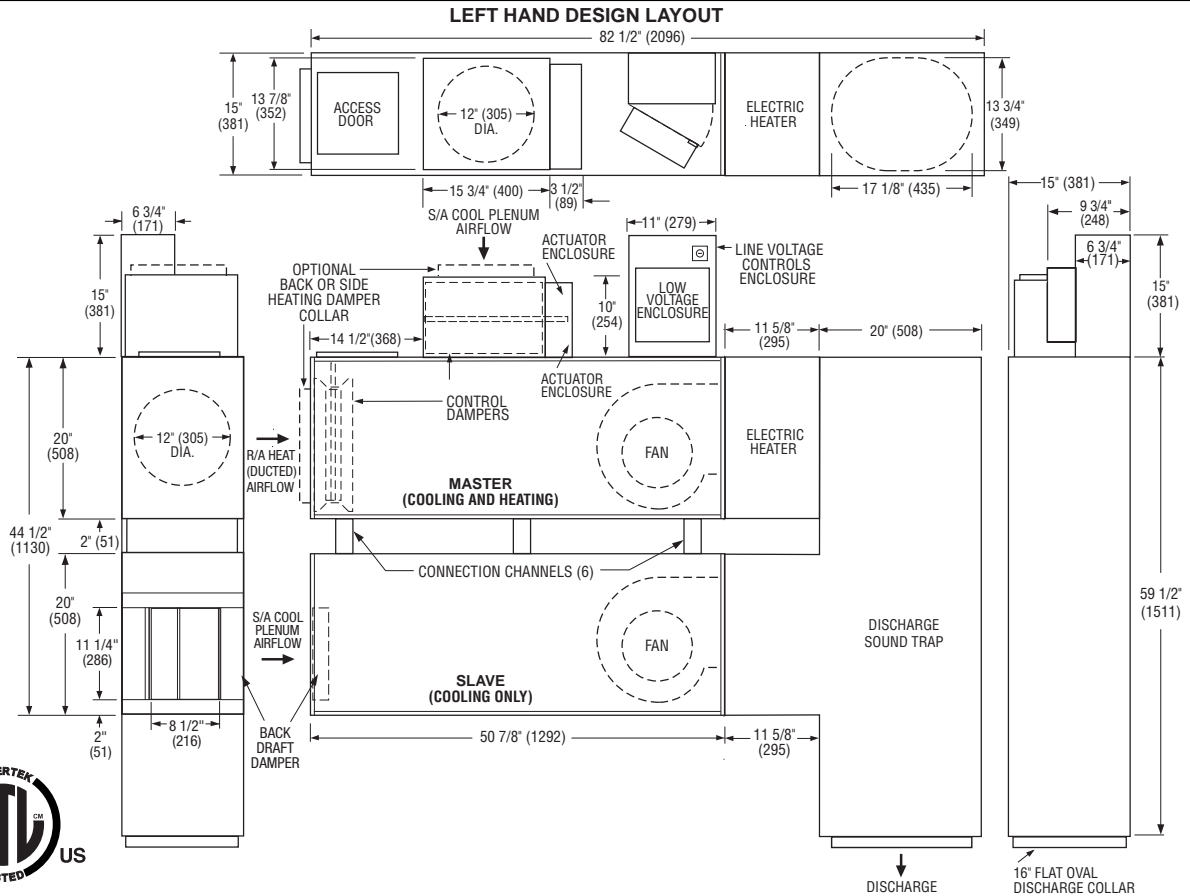 LEFT HAND DESIGN LAYOUT
82 1/2" (2096)
15"
(381)
13 7/8"
(352)
ACCESS
DOOR
12" (305)
DIA.
ELECTRIC
HEATER
13 3/4"
(349)
15 3/4" (400)
3 1/2"
(89)
17 1/8" (435)
15" (381)
9 3/4"
(248)
6 3/4"
(171)
15"
(381)
6 3/4"
(171)
15"
(381)
S/A COOL PLENUM
AIRFLOW
ACTUATOR
ENCLOSURE
11" (279)
LINE VOLTAGE
CONTROLS
ENCLOSURE
OPTIONAL
BACK OR SIDE
HEATING DAMPER
COLLAR
10"
(254)
LOW
VOLTAGE
ENCLOSURE
14 1/2"(368)
11 5/8"
(295)
20" (508)
ACTUATOR
ENCLOSURE
CONTROL
DAMPERS
20"
(508)
12" (305)
DIA.
R/A HEAT
(DUCTED)
AIRFLOW
FAN
ELECTRIC
HEATER
MASTER
(COOLING AND HEATING)
44 1/2"
(1130)
2" (51)
CONNECTION CHANNELS (6)
20"
(508)
11 1/4"
(286)
S/A COOL
PLENUM
AIRFLOW
FAN
DISCHARGE
SOUND TRAP
59 1/2"
(1511)
SLAVE
(COOLING ONLY)
2"
(51)
8 1/2"
(216)
BACK
DRAFT
DAMPER
50 7/8" (1292)
11 5/8"
(295)
CM
US
DISCHARGE
16" FLAT OVAL
DISCHARGE COLLAR